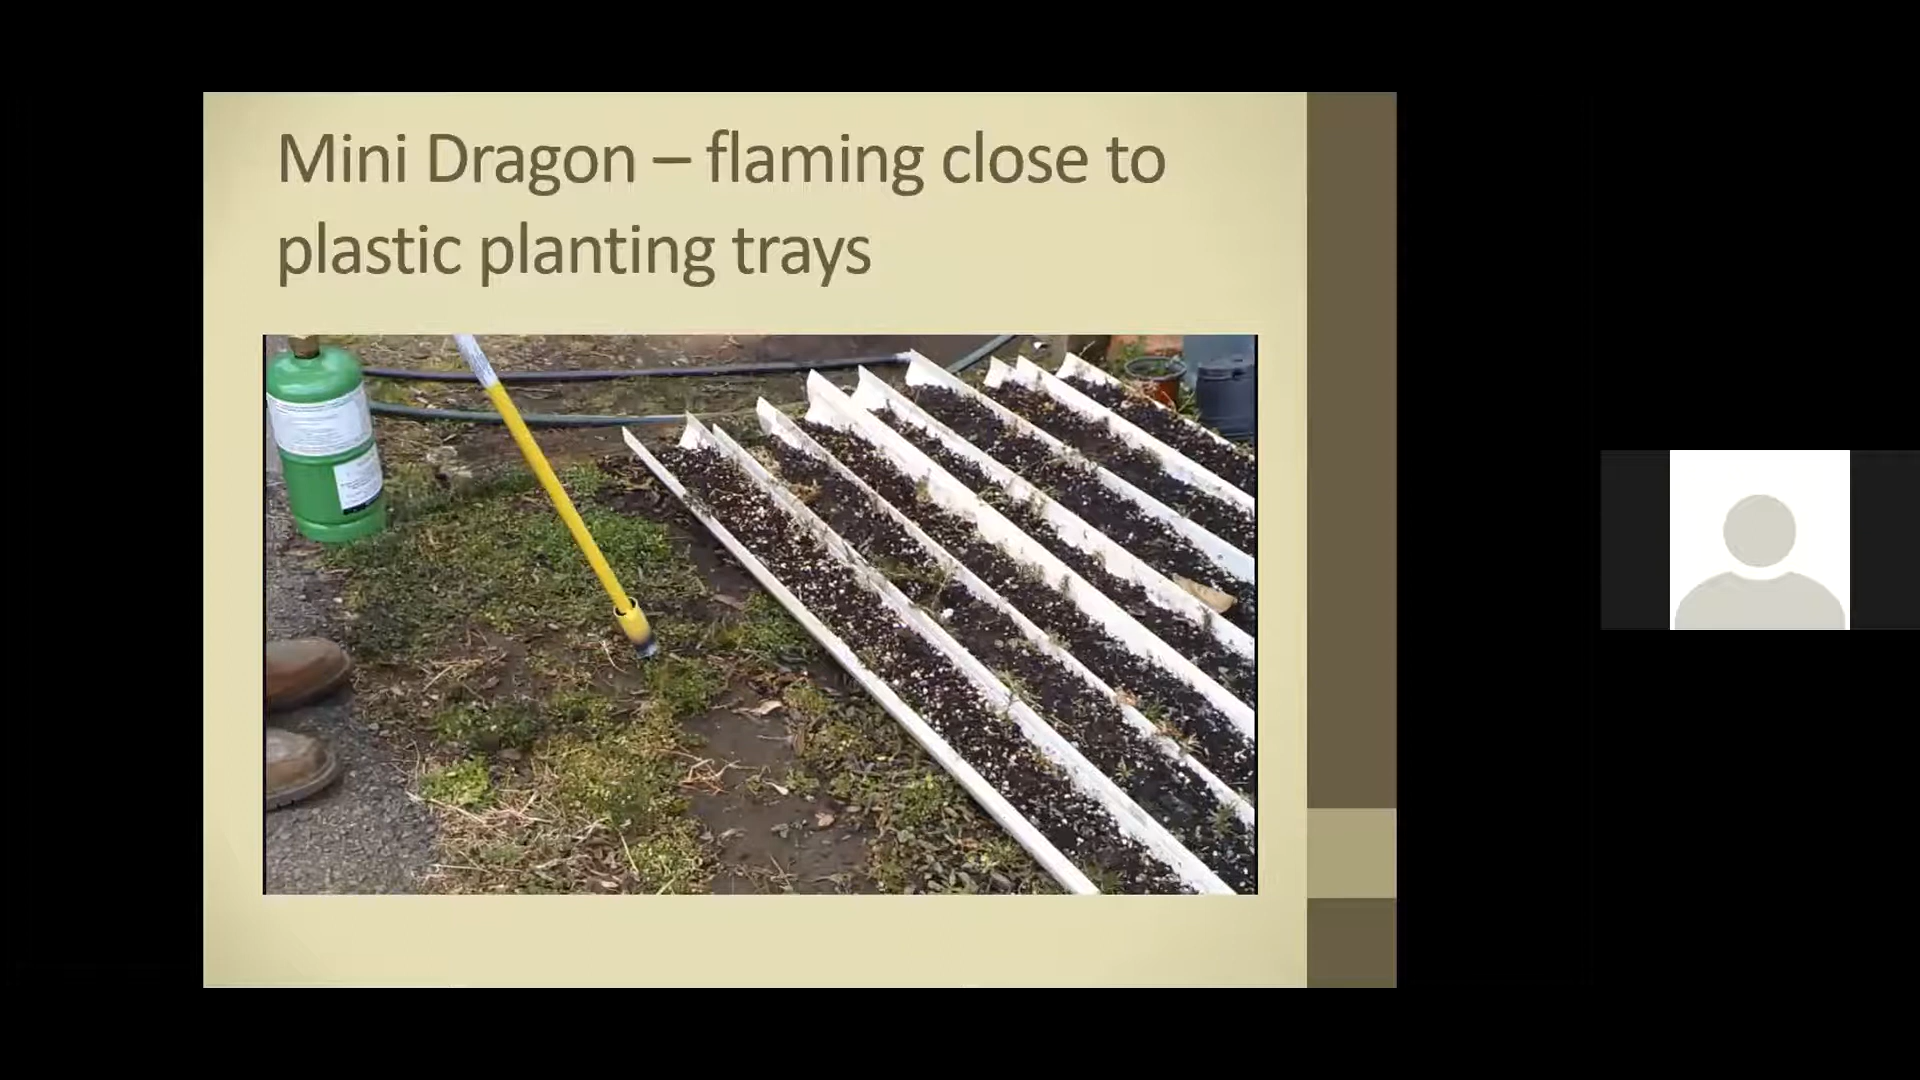 Mini Dragon – flaming close to
plastic planting trays